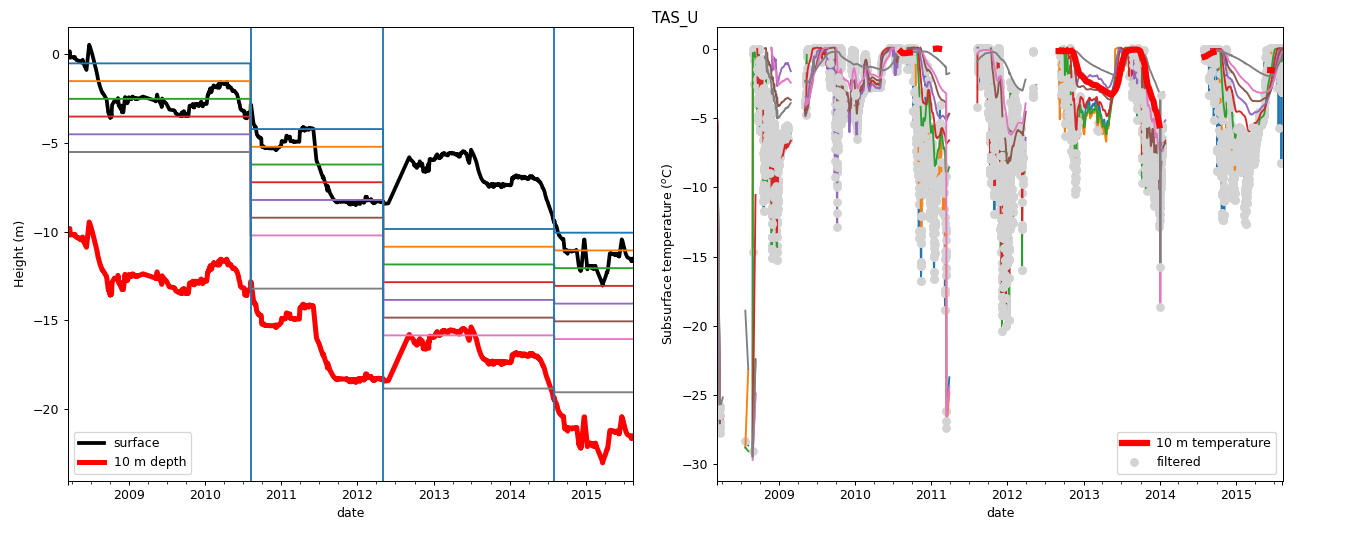 TAS_U
Height (m)
0
−5
−10
−15
−20
surface
10 m depth
2009 2010 2011 2012 2013 2014 2015
date
Subsurface temperature (°C)
0
−5
−10
−15
−20
−25
−30
10 m temperature
filtered
2009 2010 2011 2012 2013 2014 2015
date